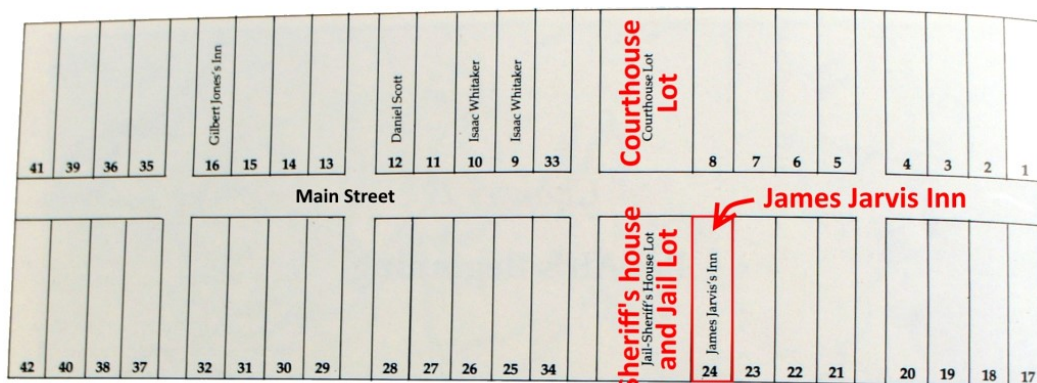 Gilbert Jones's Inn
Daniel Scott
Isaac Whitaker
Isaac Whitaker
Courthouse Lot
Courthouse
Lot
41 39 36 35 16 15 14 13 12 11 10 9 33 8 7 6 5 4 3 2 1
Main Street
James Jarvis Inn
Sheriff's house
and Jail Lot
Jail-Sheriff's House Lot
James Jarvis's Inn
42 40 38 37 32 31 30 29 28 27 26 25 34 24 23 22 21 20 19 18 17